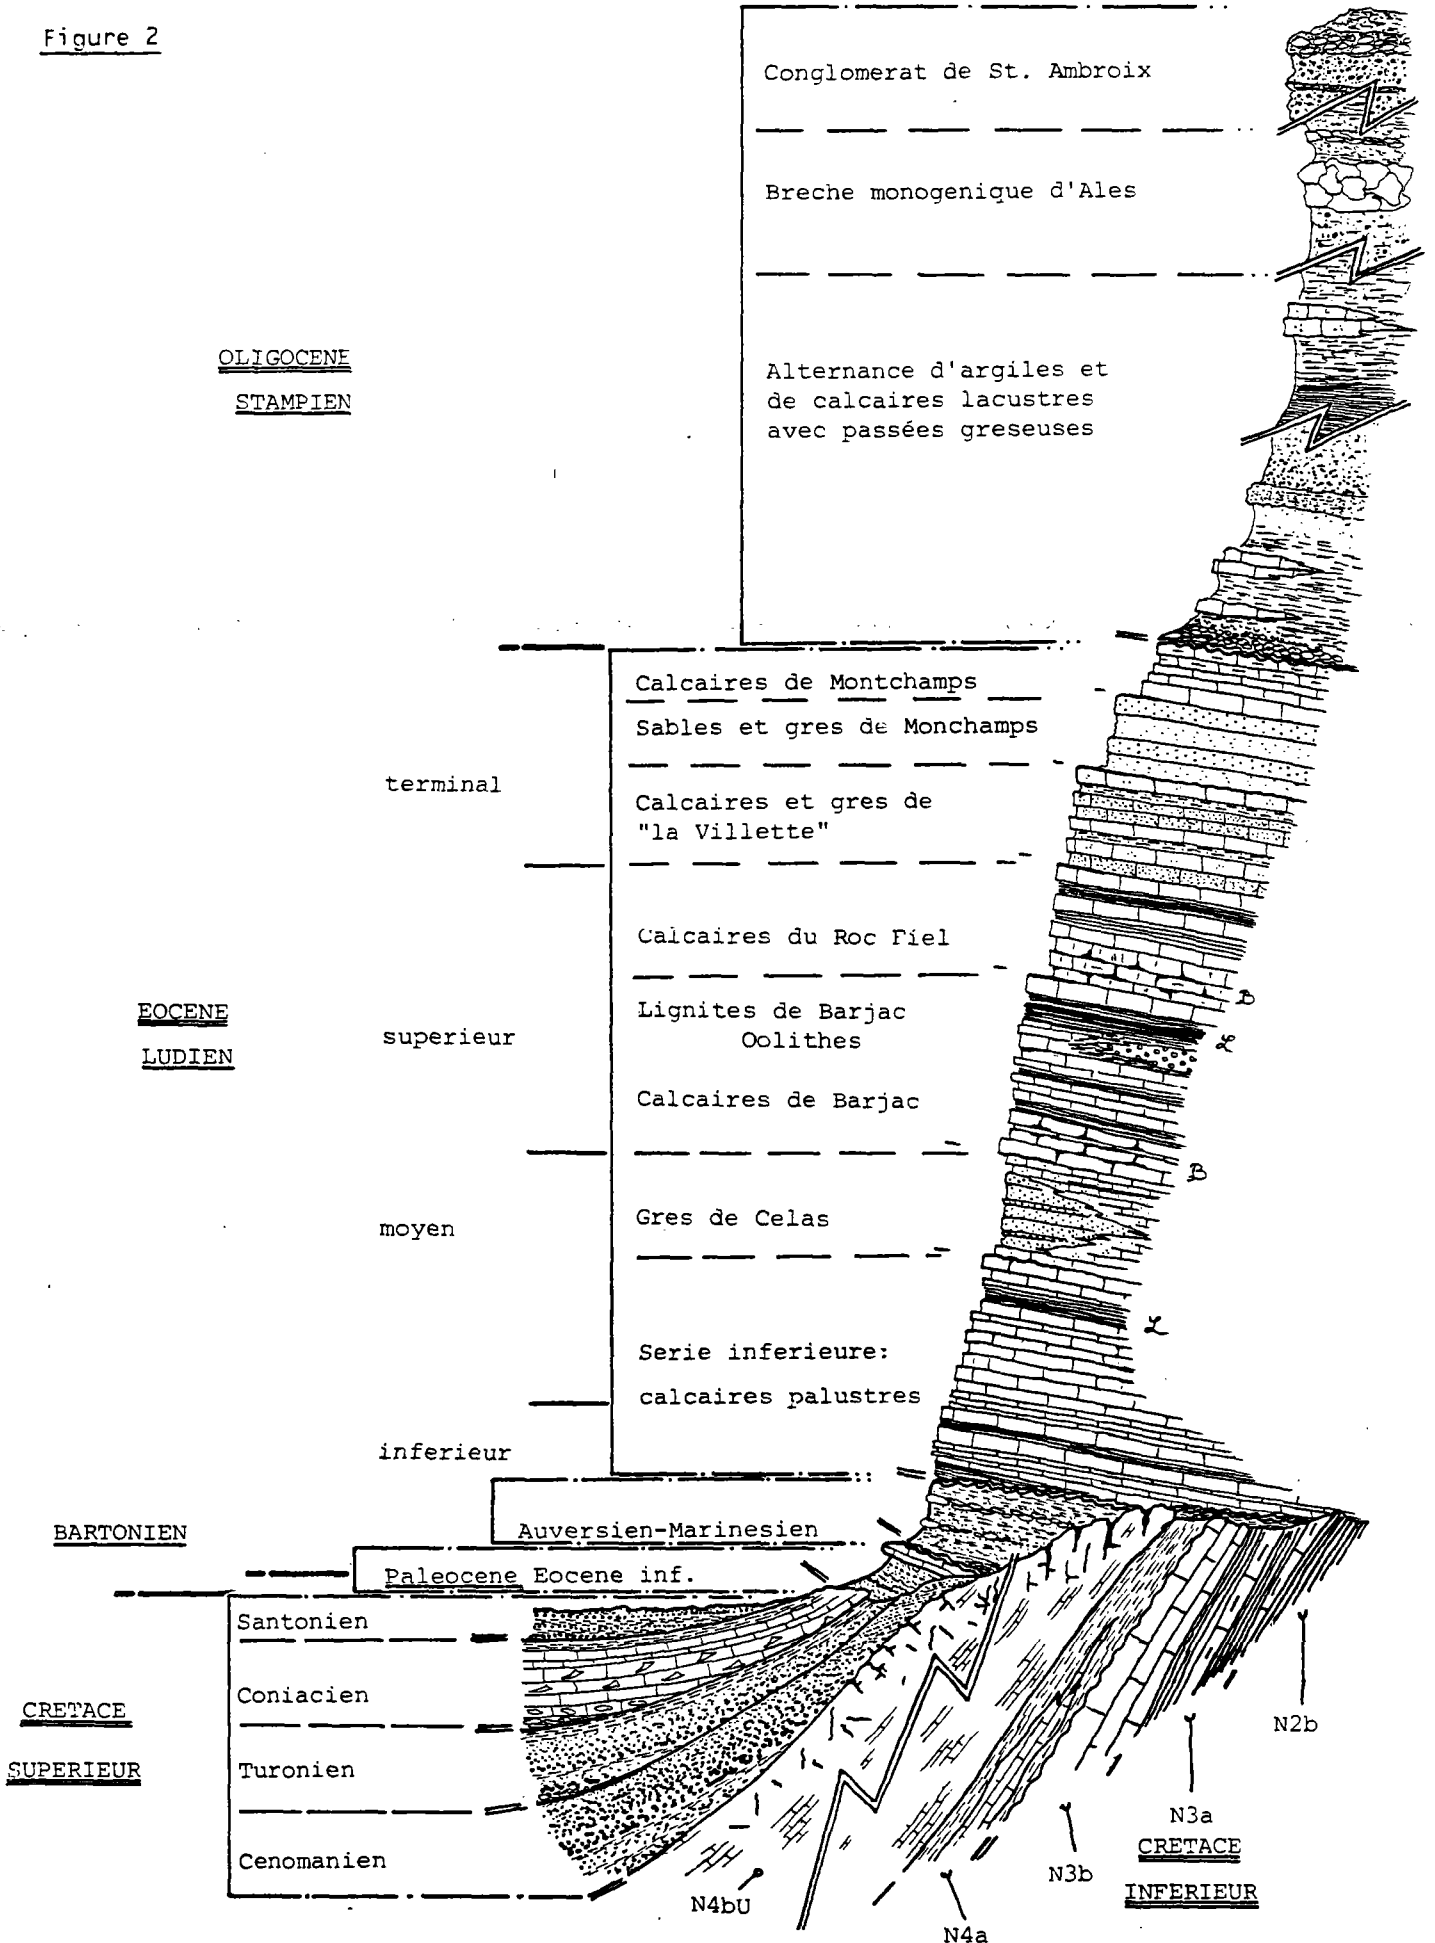 Figure 2
Conglomerat de St. Ambroix
Breche monogenique d'Ales
OLIGOCENE
STAMPIEN
Alternance d'argiles et
de calcaires lacustres
avec passées greseuses
Calcaires de Montchamps
Sables et gres de Monchamps
terminal
Calcaires et gres de
"la Villette"
Calcaires du Roc Fiel
B
EOCENE
LUDIEN
superieur
Lignites de Barjac
Oolithes
L
Calcaires de Barjac
B
moyen
Gres de Celas
L
Serie inferieure:
calcaires palustres
inferieur
BARTONIEN
Auversien-Marinesien
Paleocene Eocene inf.
Santonien
CRETACE
SUPERIEUR
Coniacien
Turonien
Cenomanien
N2b
N3a
CRETACE
INFERIEUR
N3b
N4bU
N4a